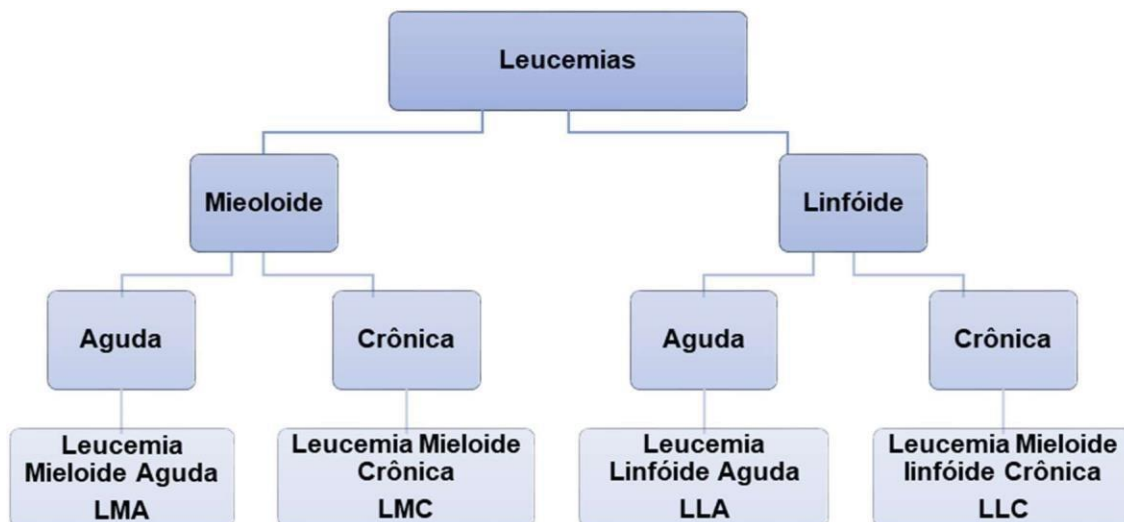 Leucemias
Mieoloide
Linfóide
Aguda
Crônica
Aguda
Crônica
Leucemia
Mieloide Aguda
LMA
Leucemia Mieloide
Crônica
LMC
Leucemia
Linfóide Aguda
LLA
Leucemia Mieloide
linfóide Crônica
LLC